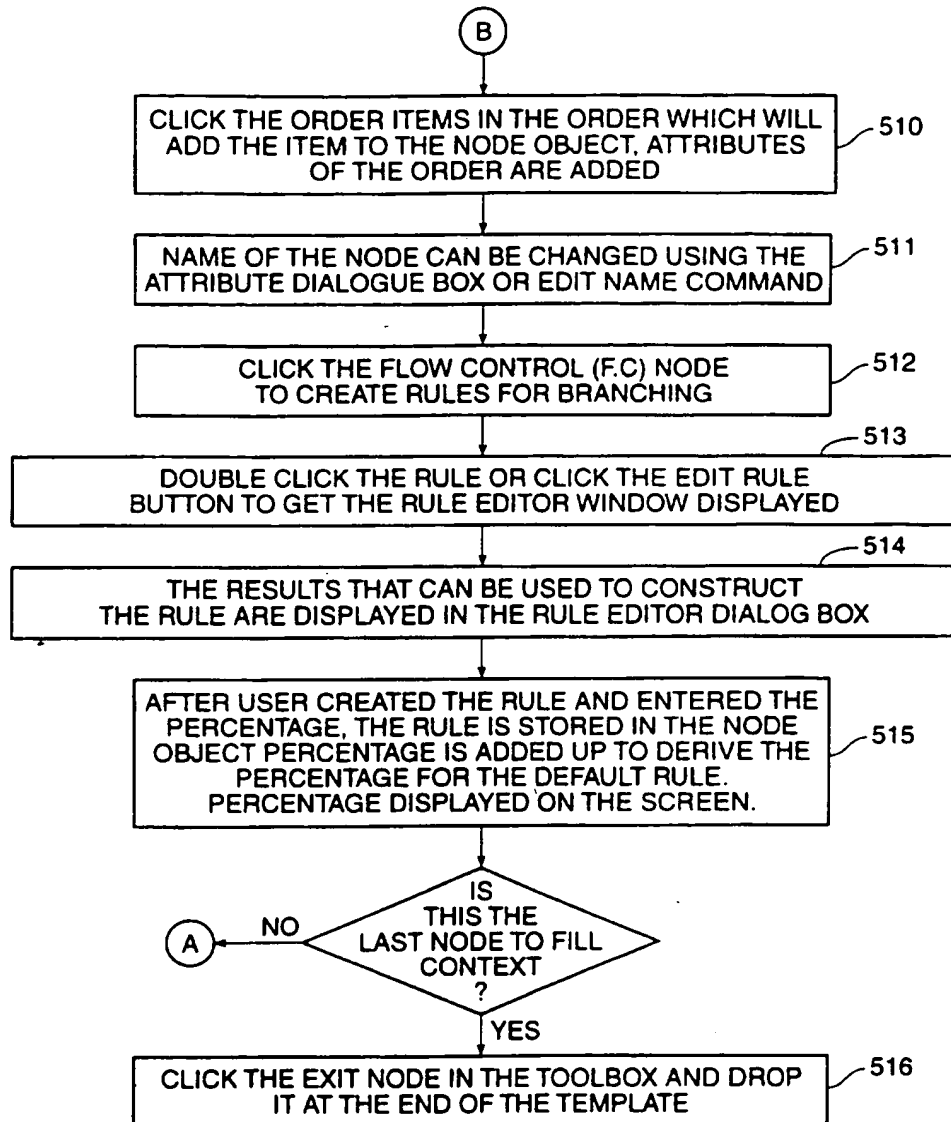 B
CLICK THE ORDER ITEMS IN THE ORDER WHICH WILL
ADD THE ITEM TO THE NODE OBJECT, ATTRIBUTES
OF THE ORDER ARE ADDED
510
NAME OF THE NODE CAN BE CHANGED USING THE
ATTRIBUTE DIALOGUE BOX OR EDIT NAME COMMAND
511
CLICK THE FLOW CONTROL (F.C) NODE
TO CREATE RULES FOR BRANCHING
512
513
DOUBLE CLICK THE RULE OR CLICK THE EDIT RULE
BUTTON TO GET THE RULE EDITOR WINDOW DISPLAYED
514
THE RESULTS THAT CAN BE USED TO CONSTRUCT
THE RULE ARE DISPLAYED IN THE RULE EDITOR DIALOG BOX
AFTER USER CREATED THE RULE AND ENTERED THE
PERCENTAGE, THE RULE IS STORED IN THE NODE
OBJECT PERCENTAGE IS ADDED UP TO DERIVE THE
PERCENTAGE FOR THE DEFAULT RULE.
PERCENTAGE DISPLAYED ON THE SCREEN.
515
IS
THIS THE
LAST NODE TO FILL
CONTEXT
?
NO
A
YES
CLICK THE EXIT NODE IN THE TOOLBOX AND DROP
IT AT THE END OF THE TEMPLATE
516